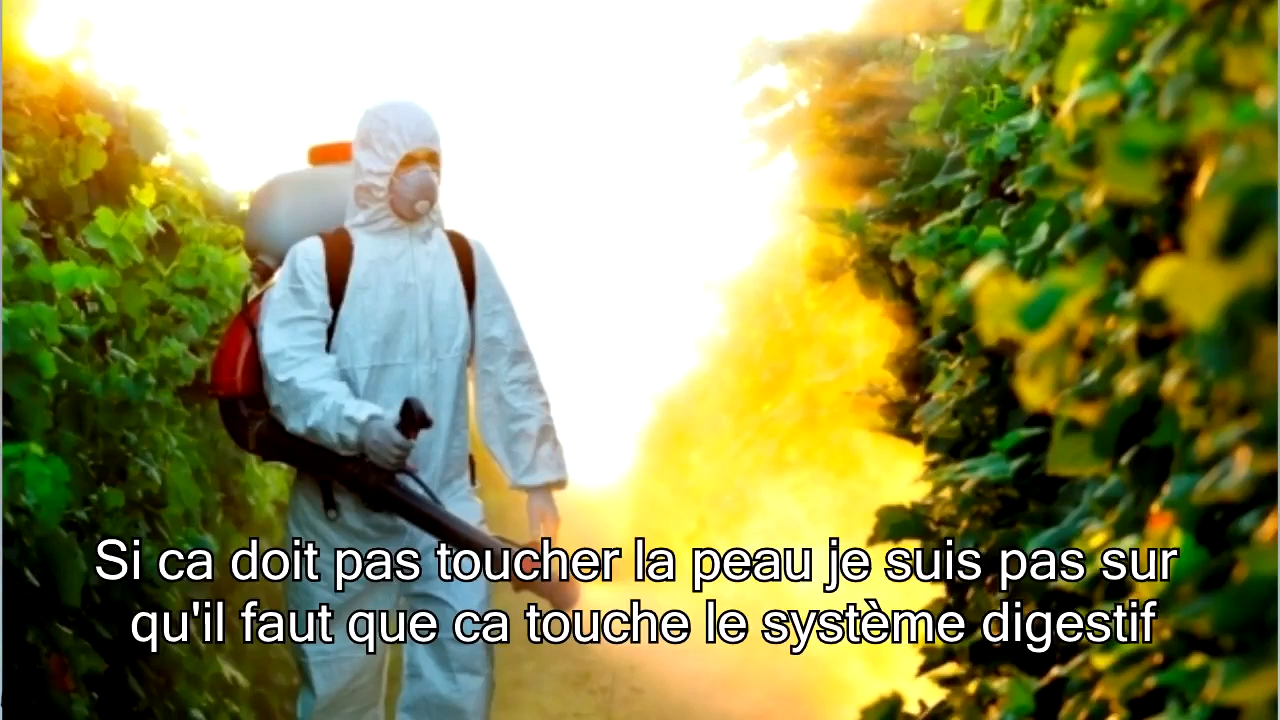 Si ca doit pas toucher la peau je suis pas sur
qu'il faut que ca touche le système digestif